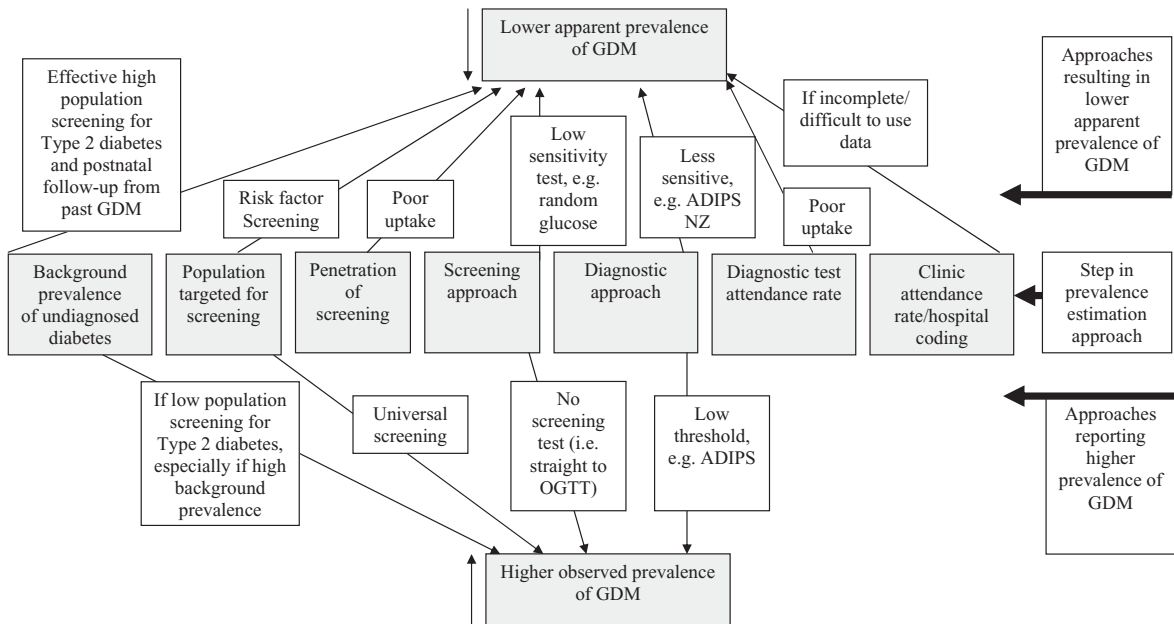 Lower apparent prevalence
of GDM
Effective high
population
screening for
Type 2 diabetes
and postnatal
follow-up from
past GDM
Risk factor
Screening
Poor
uptake
Low
sensitivity
test, e.g.
random
glucose
Less
sensitive,
e.g. ADIPS
NZ
Poor
uptake
If incomplete/
difficult to use
data
Approaches
resulting in
lower
apparent
prevalence of
GDM
Background
prevalence
of undiagnosed
diabetes
Population
targeted for
screening
Penetration
of
screening
Screening
approach
Diagnostic
approach
Diagnostic test
attendance rate
Clinic
attendance
rate/hospital
coding
Step in
prevalence
estimation
approach
If low population
screening for
Type 2 diabetes,
especially if high
background
prevalence
Universal
screening
No
screening
test (i.e.
straight to
OGTT)
Low
threshold,
e.g. ADIPS
Approaches
reporting
higher
prevalence of
GDM
Higher observed prevalence
of GDM